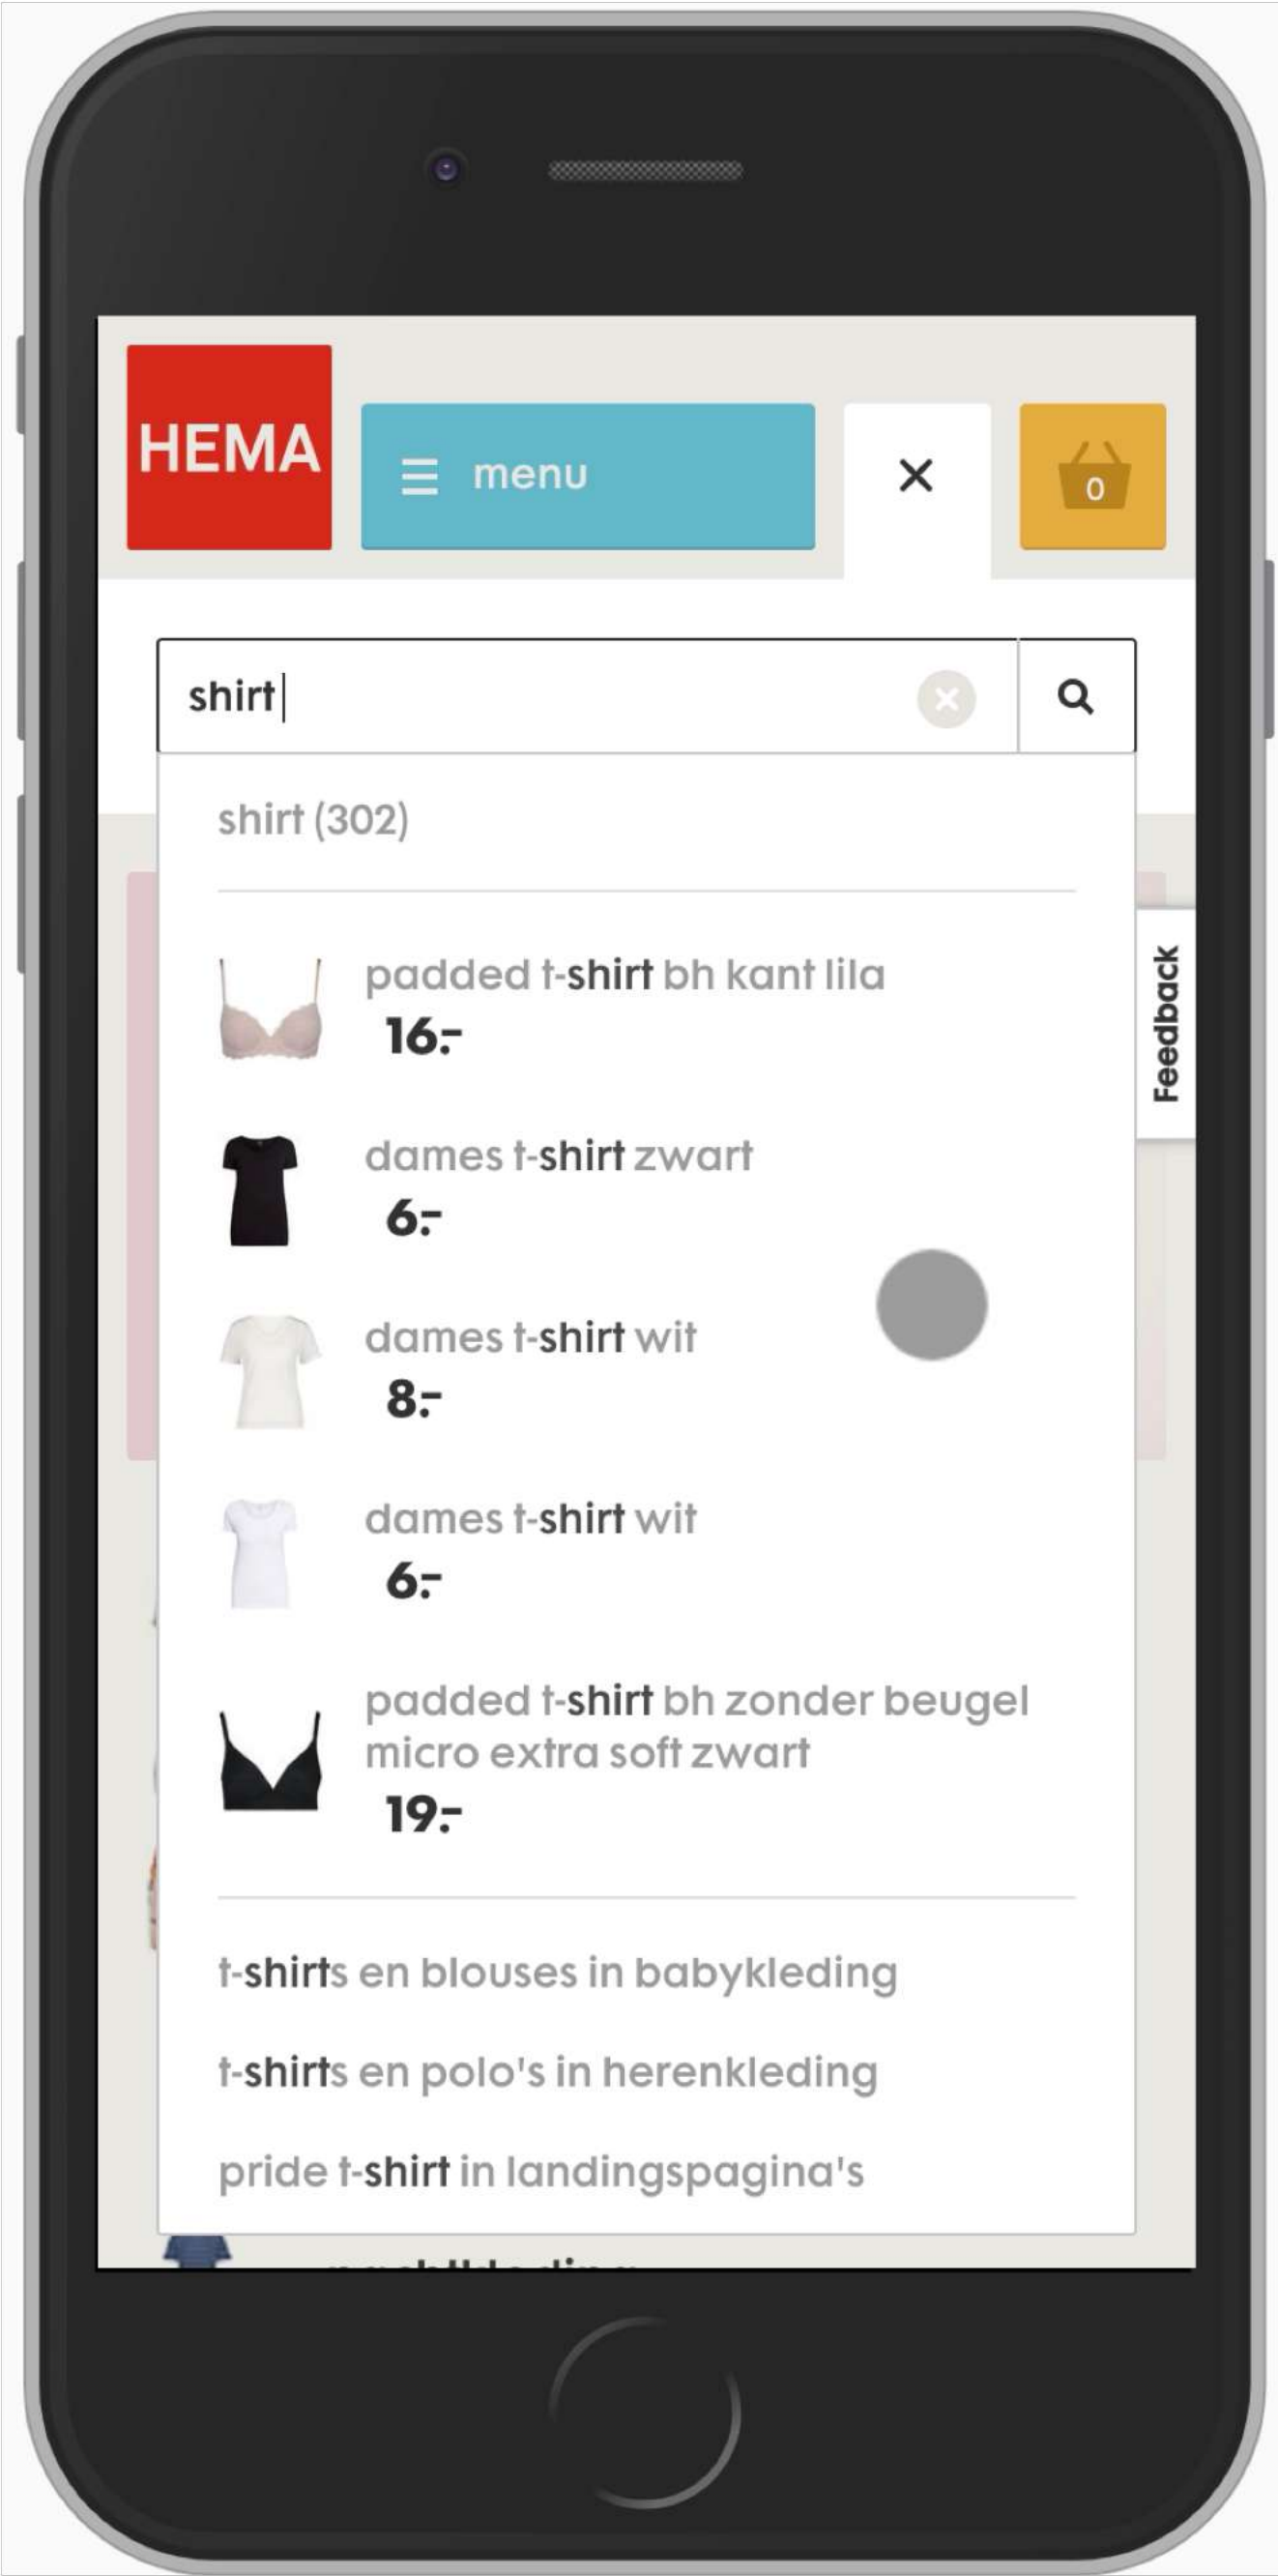 HEMA
menu
0
shirt
shirt (302)
padded t-shirt bh kant lila
16.-
Feedback
dames t-shirt zwart
6.-
dames t-shirt wit
8.-
dames t-shirt wit
6.-
padded t-shirt bh zonder beugel
micro extra soft zwart
19.-
t-shirts en blouses in babykleding
t-shirts en polo's in herenkleding
pride t-shirt in landingspagina's